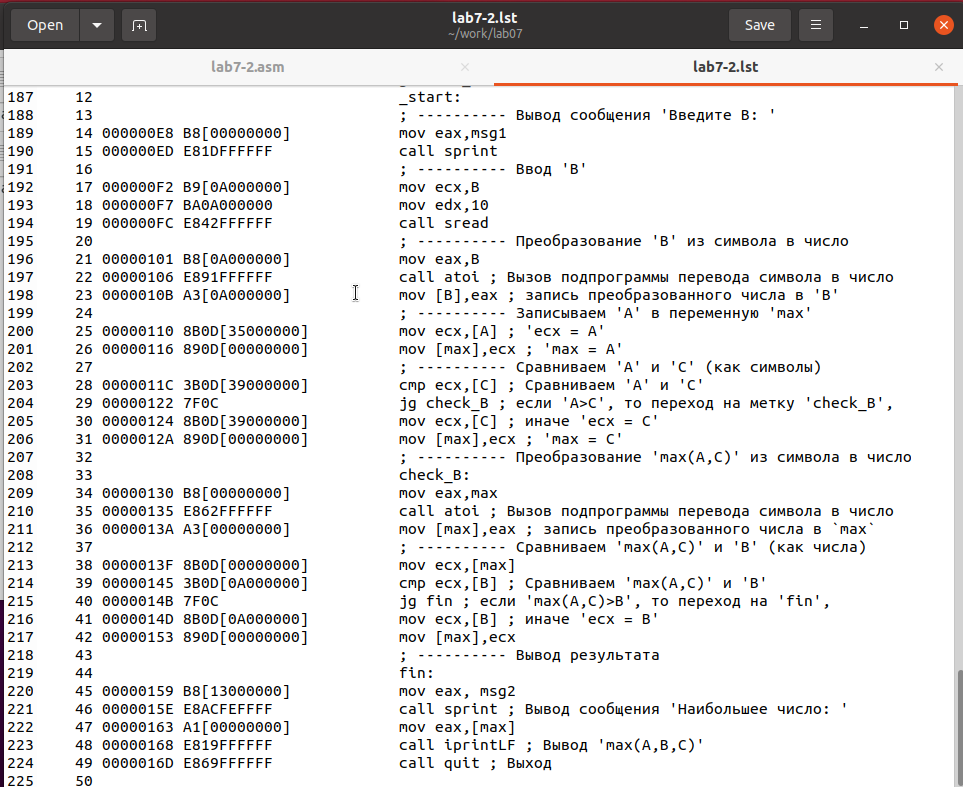 Open
lab7-2.lst
~/work/lab07
Save
lab7-2.asm
lab7-2.lst
187 12 _start:
188 13 ; ---------- Вывод сообщения 'Введите B: '
189 14 000000E8 B8[00000000] mov eax,msg1
190 15 000000ED E81DFFFFFF call sprint
191 16 ; ---------- Ввод 'B'
192 17 000000F2 B9[0A000000] mov ecx,B
193 18 000000F7 BA0A000000 mov edx,10
194 19 000000FC E842FFFFFF call sread
195 20 ; ---------- Преобразование 'B' из символа в число
196 21 00000101 B8[0A000000] mov eax,B
197 22 00000106 E891FFFFFF call atoi ; Вызов подпрограммы перевода символа в число
198 23 0000010B A3[0A000000] mov [B],eax ; запись преобразованного числа в 'B'
199 24 ; ---------- Записываем 'A' в переменную 'max'
200 25 00000110 8B0D[35000000] mov ecx,[A] ; 'ecx = A'
201 26 00000116 890D[00000000] mov [max],ecx ; 'max = A'
202 27 ; ---------- Сравниваем 'A' и 'С' (как символы)
203 28 0000011C 3B0D[39000000] cmp ecx,[C] ; Сравниваем 'A' и 'С'
204 29 00000122 7F0C jg check_B ; если 'A>C', то переход на метку 'check_B',
205 30 00000124 8B0D[39000000] mov ecx,[C] ; иначе 'ecx = C'
206 31 0000012A 890D[00000000] mov [max],ecx ; 'max = C'
207 32 ; ---------- Преобразование 'max(A,C)' из символа в число
208 33 check_B:
209 34 00000130 B8[00000000] mov eax,max
210 35 00000135 E862FFFFFF call atoi ; Вызов подпрограммы перевода символа в число
211 36 0000013A A3[00000000] mov [max],eax ; запись преобразованного числа в `max`
212 37 ; ---------- Сравниваем 'max(A,C)' и 'B' (как числа)
213 38 0000013F 8B0D[00000000] mov ecx,[max]
214 39 00000145 3B0D[0A000000] cmp ecx,[B] ; Сравниваем 'max(A,C)' и 'B'
215 40 0000014B 7F0C jg fin ; если 'max(A,C)>B', то переход на 'fin',
216 41 0000014D 8B0D[0A000000] mov ecx,[B] ; иначе 'ecx = B'
217 42 00000153 890D[00000000] mov [max],ecx
218 43 ; ---------- Вывод результата
219 44 fin:
220 45 00000159 B8[13000000] mov eax, msg2
221 46 0000015E E8ACFEFFFF call sprint ; Вывод сообщения 'Наибольшее число: '
222 47 00000163 A1[00000000] mov eax,[max]
223 48 00000168 E819FFFFFF call iprintLF ; Вывод 'max(A,B,C)'
224 49 0000016D E869FFFFFF call quit ; Выход
225 50